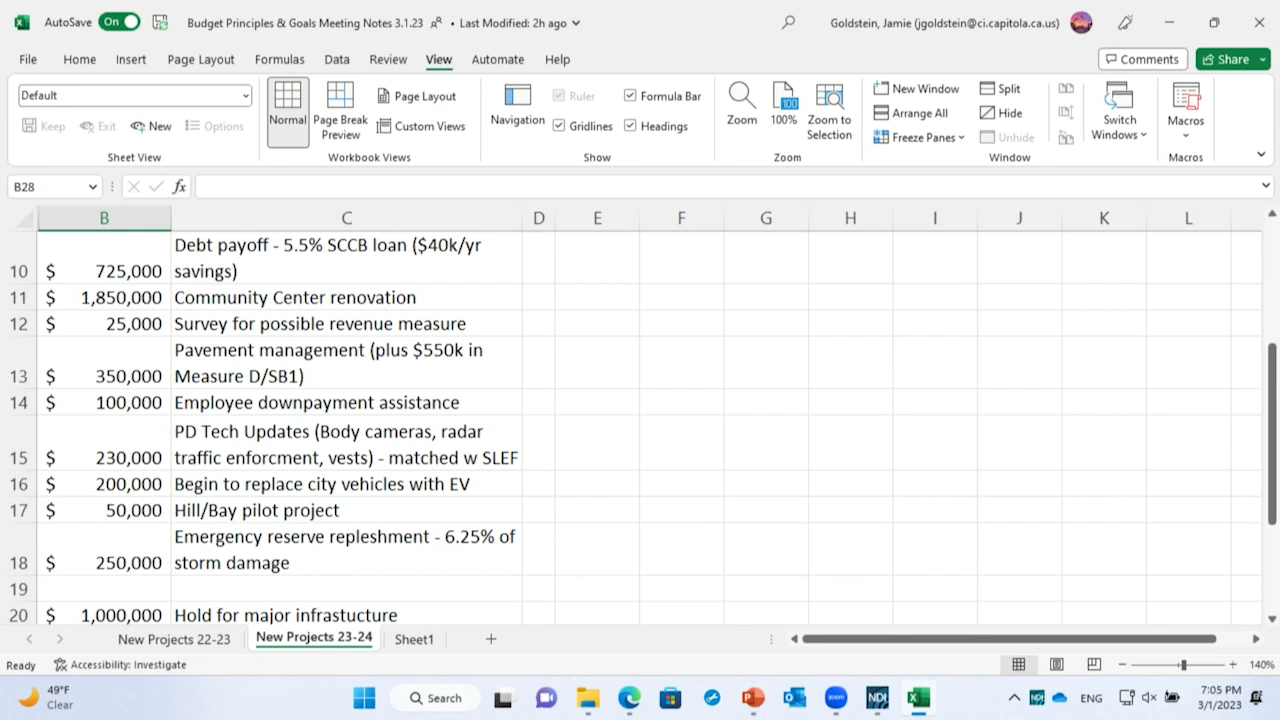 AutoSave On Budget Principles & Goals Meeting Notes 3.1.23 • Last Modified: 2h ago Goldstein, Jamie (jgoldstein@ci.capitola.ca.us)
File Home Insert Page Layout Formulas Data Review View Automate Help Comments Share
Default
Keep Exit New Options
Sheet View
Normal
Page Break
Preview
Page Layout
Custom Views
Workbook Views
Navigation
Ruler Formula Bar
Gridlines Headings
Show
Zoom
100
100%
Zoom to
Selection
Zoom
New Window
Arrange All
Freeze Panes
Split
Hide
Unhide
Switch
Windows
Window
Macros
Macros
B28 fx
B C D E F G H I J K L
Debt payoff - 5.5% SCCB loan ($40k/yr
10 $ 725,000 savings)
11 $ 1,850,000 Community Center renovation
12 $ 25,000 Survey for possible revenue measure
Pavement management (plus $550k in
13 $ 350,000 Measure D/SB1)
14 $ 100,000 Employee downpayment assistance
PD Tech Updates (Body cameras, radar
15 $ 230,000 traffic enforcment, vests) - matched w SLEF
16 $ 200,000 Begin to replace city vehicles with EV
17 $ 50,000 Hill/Bay pilot project
Emergency reserve repleshment - 6.25% of
18 $ 250,000 storm damage
19
20 $ 1,000,000 Hold for major infrastucture
New Projects 22-23 New Projects 23-24 Sheet1
Ready Accessibility: Investigate 140%
49°F
Clear
Search
zoom
NDI
NDI
ENG
7:05 PM
3/1/2023